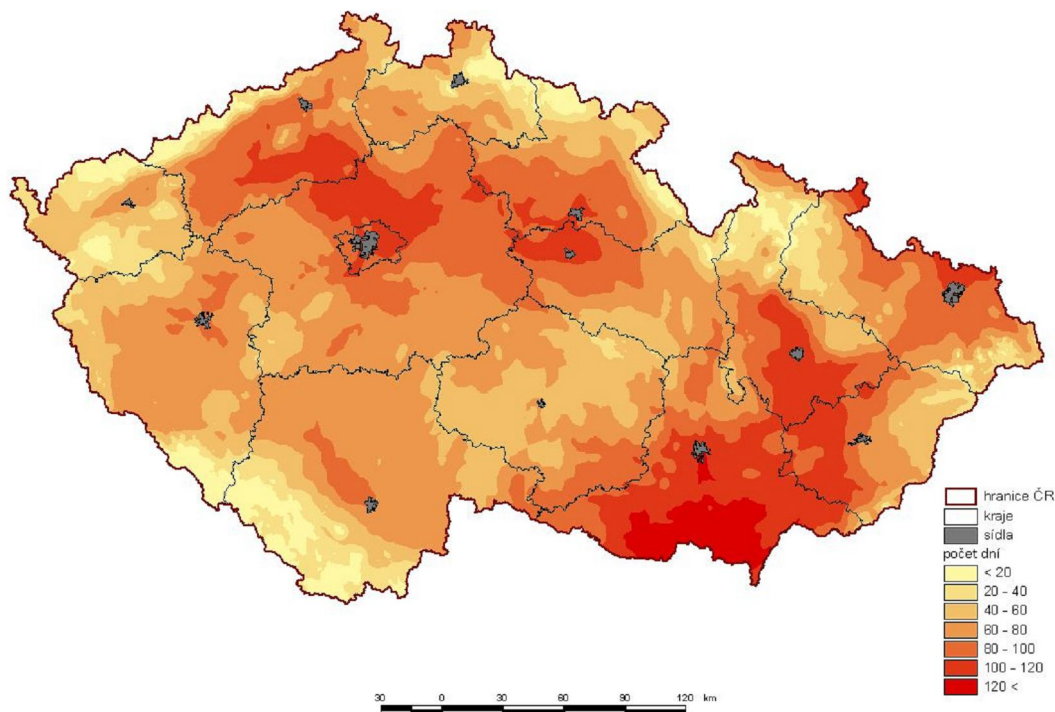 hranice ČR
kraje
sídla
počet dní
< 20
20 - 40
40 - 60
60 - 80
80 - 100
100 - 120
120 <
30 0 30 60 90 120 km